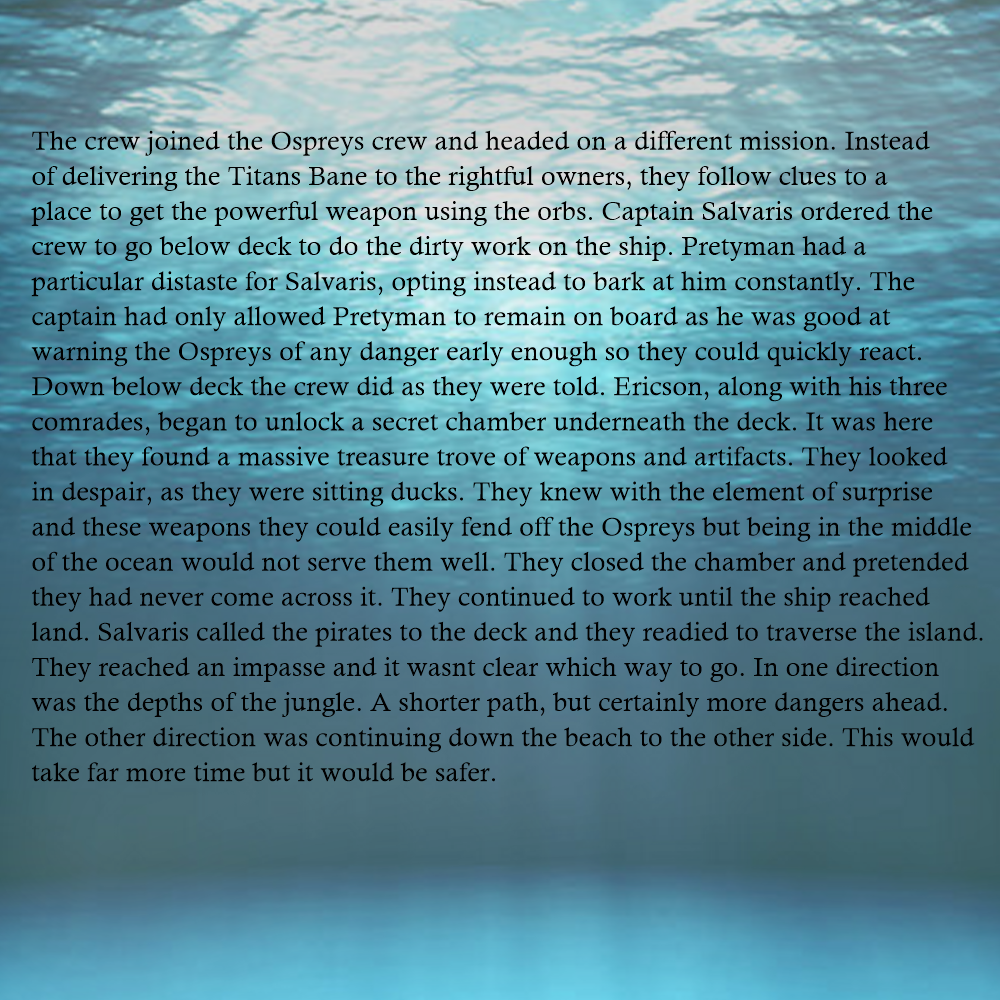 The crew joined the Ospreys crew and headed on a different mission. Instead
of delivering the Titans Bane to the rightful owners, they follow clues to a
place to get the powerful weapon using the orbs. Captain Salvaris ordered the
crew to go below deck to do the dirty work on the ship. Pretyman had a
particular distaste for Salvaris, opting instead to bark at him constantly. The
captain had only allowed Pretyman to remain on board as he was good at
warning the Ospreys of any danger early enough so they could quickly react.
Down below deck the crew did as they were told. Ericson, along with his three
comrades, began to unlock a secret chamber underneath the deck. It was here
that they found a massive treasure trove of weapons and artifacts. They looked
in despair, as they were sitting ducks. They knew with the element of surprise
and these weapons they could easily fend off the Ospreys but being in the middle
of the ocean would not serve them well. They closed the chamber and pretended
they had never come across it. They continued to work until the ship reached
land. Salvaris called the pirates to the deck and they readied to traverse the island.
They reached an impasse and it wasnt clear which way to go. In one direction
was the depths of the jungle. A shorter path, but certainly more dangers ahead.
The other direction was continuing down the beach to the other side. This would
take far more time but it would be safer.